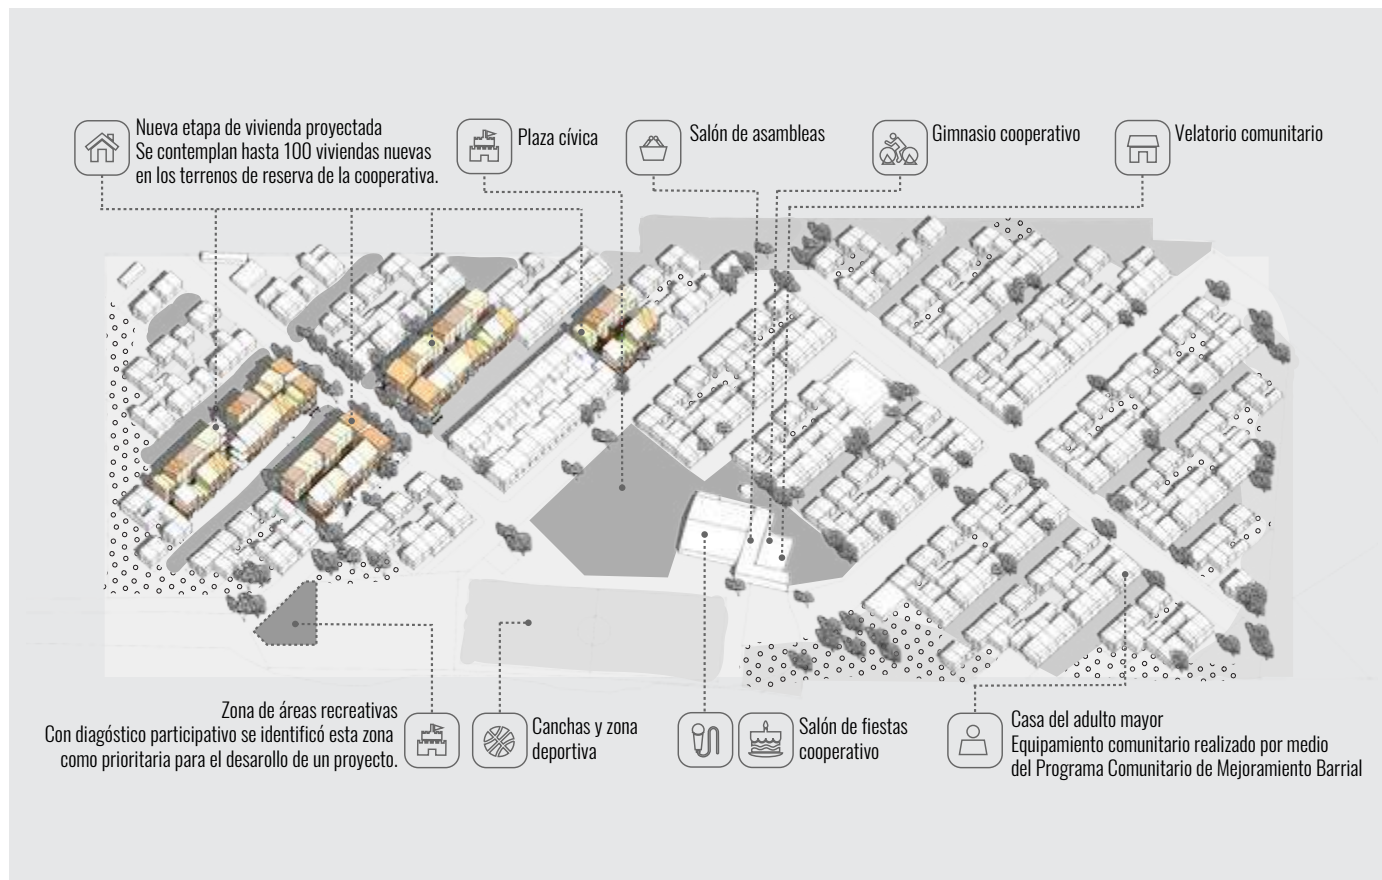 Nueva etapa de vivienda proyectada
Se contemplan hasta 100 viviendas nuevas
en los terrenos de reserva de la cooperativa.
Plaza cívica
Salón de asambleas
Gimnasio cooperativo
Velatorio comunitario
Zona de áreas recreativas
Con diagóstico participativo se identificó esta zona
como prioritaria para el desarollo de un proyecto.
Canchas y zona
deportiva
Salón de fiestas
cooperativo
Casa del adulto mayor
Equipamiento comunitario realizado por medio
del Programa Comunitario de Mejoramiento Barrial